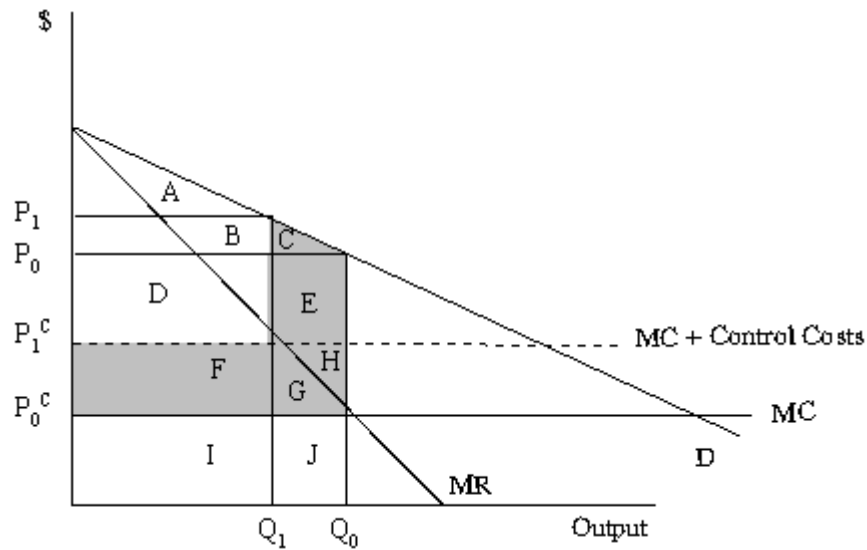 $
A
P1
B
C
P0
D
E
P1C
MC + Control Costs
F
H
G
P0C
MC
I
J
D
MR
Q1
Q0
Output